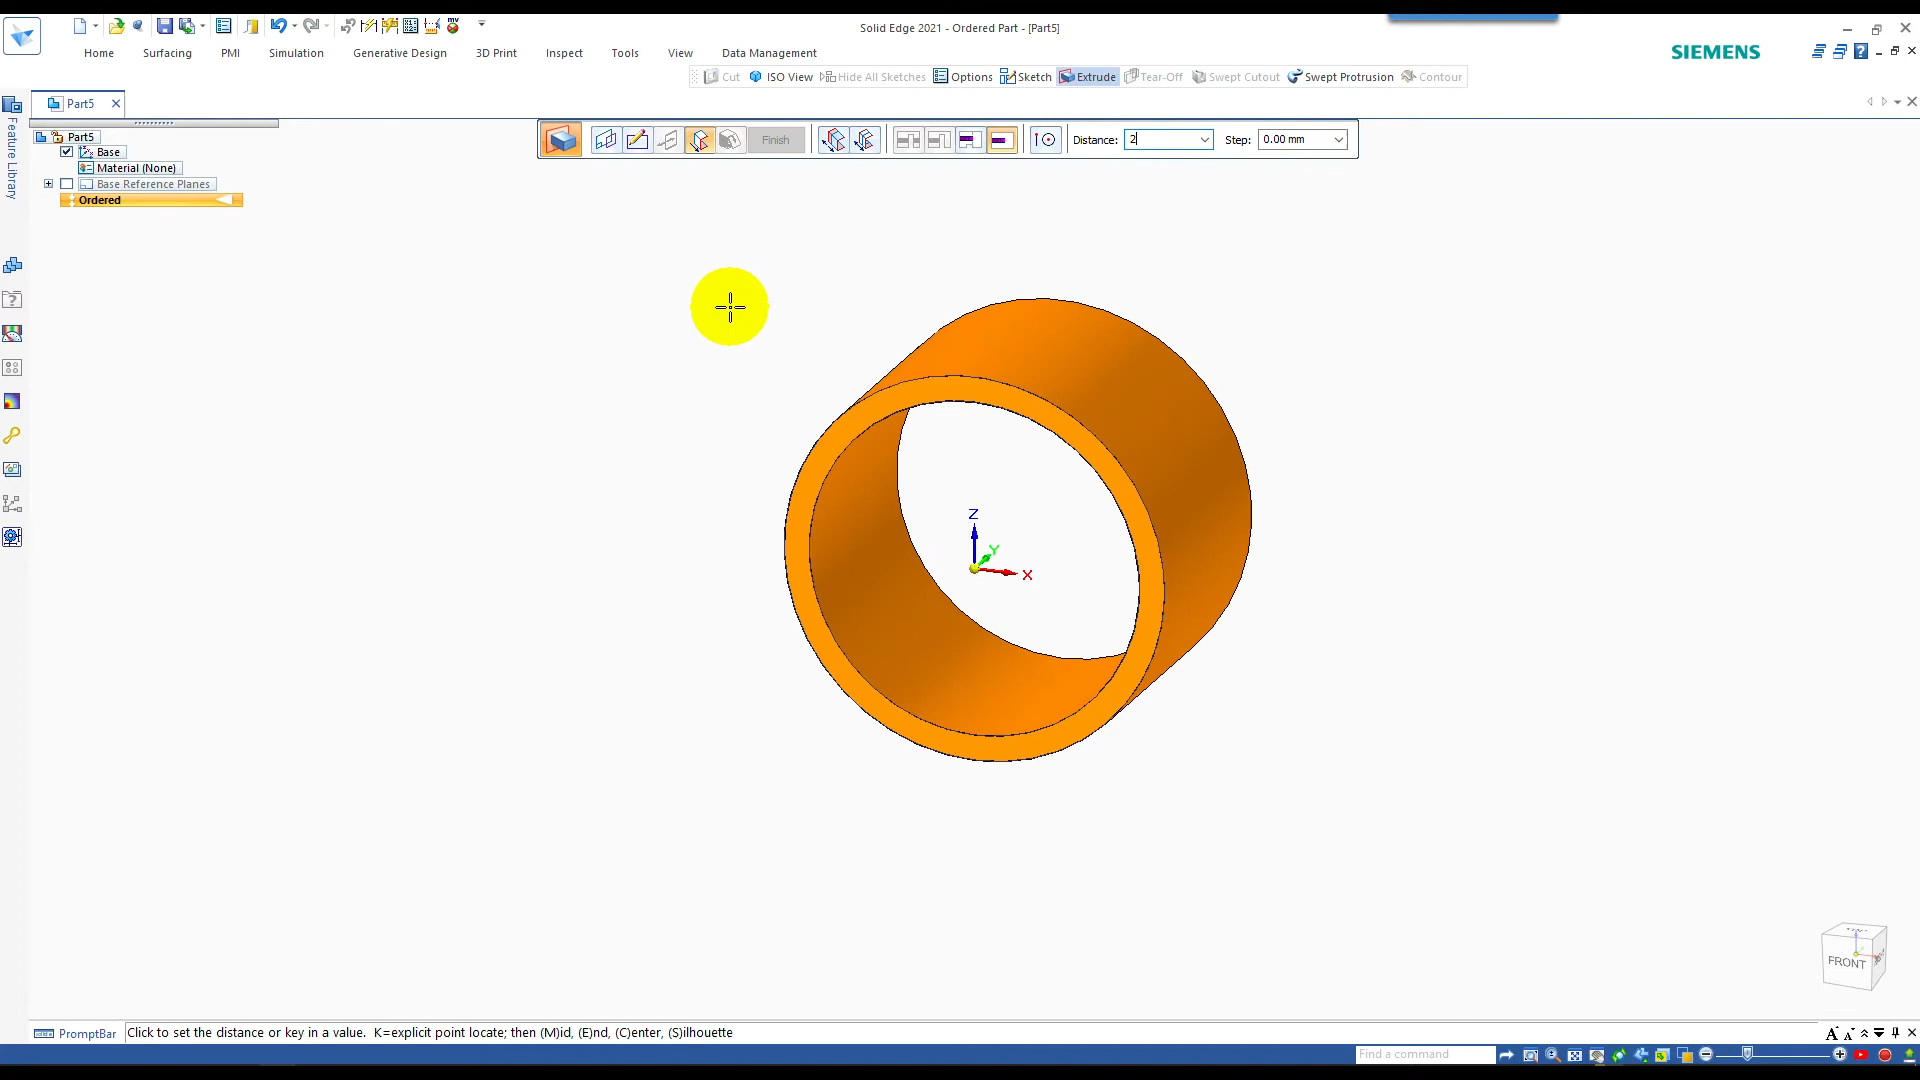 Solid Edge 2021 - Ordered Part - [Part5]
Home Surfacing PMI Simulation Generative Design 3D Print Inspect Tools View Data Management
SIEMENS
Cut ISO View Hide All Sketches Options Sketch Extrude Tear-Off Swept Cutout Swept Protrusion Contour
Part5
Feature Library
Part5
Base
Material (None)
Base Reference Planes
Ordered
Finish Distance: 2 Step: 0.00 mm
Z
Y
X
FRONT
PromptBar Click to set the distance or key in a value. K=explicit point locate; then (M)id, (E)nd, (C)enter, (S)ilhouette
Find a command